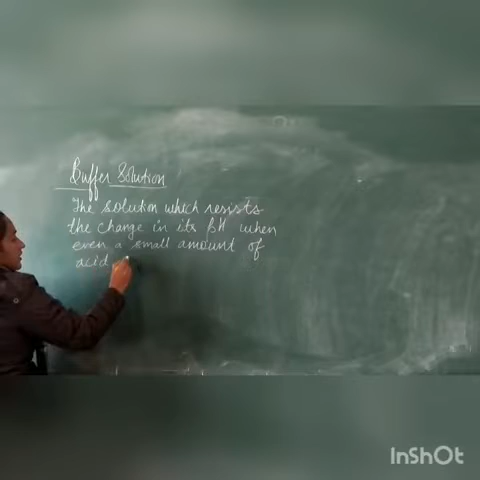 Buffer Solution
The solution which resists
the change in its pH when
even a small amount of
acid
InShOt